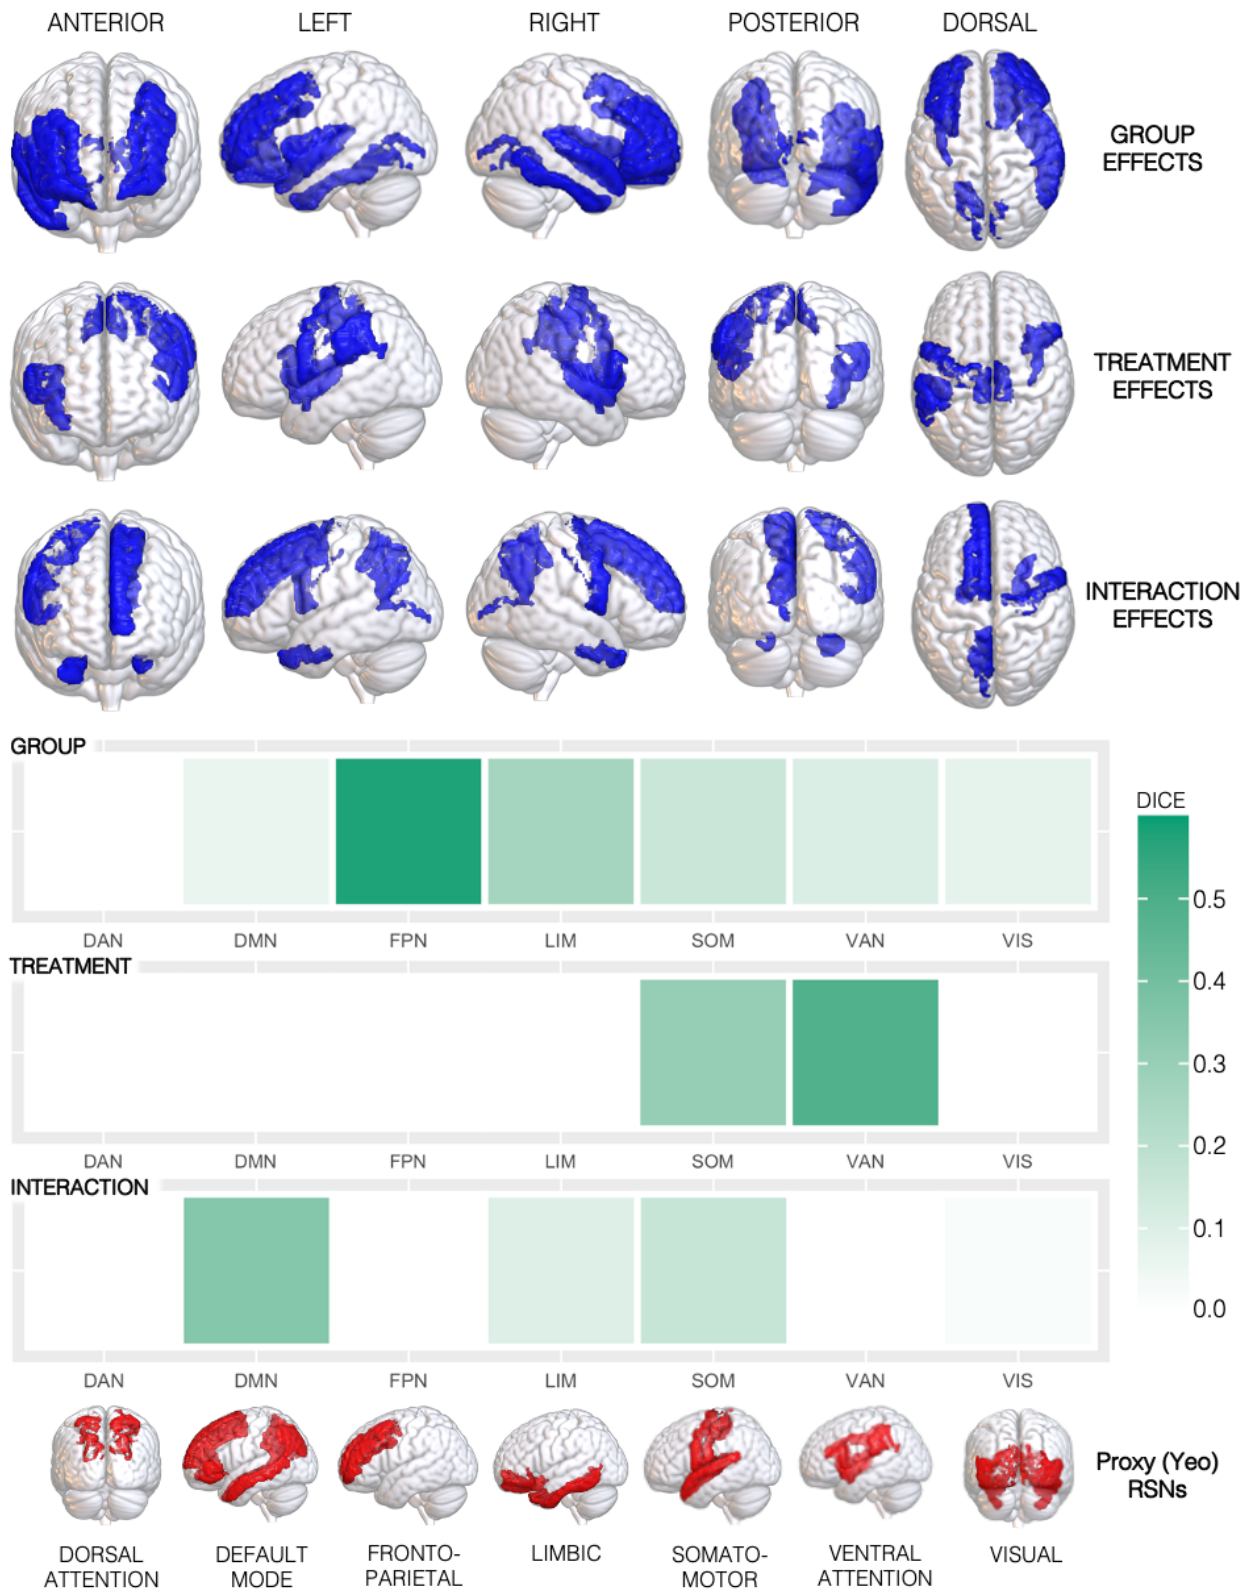 ANTERIOR LEFT RIGHT POSTERIOR DORSAL
GROUP
EFFECTS
TREATMENT
EFFECTS
INTERACTION
EFFECTS
GROUP
DICE
0.5
0.4
0.3
0.2
0.1
0.0
DAN DMN FPN LIM SOM VAN VIS
TREATMENT
DAN DMN FPN LIM SOM VAN VIS
INTERACTION
DAN DMN FPN LIM SOM VAN VIS
Proxy (Yeo)
RSNs
DORSAL
ATTENTION
DEFAULT
MODE
FRONTO-
PARIETAL
LIMBIC
SOMATO-
MOTOR
VENTRAL
ATTENTION
VISUAL